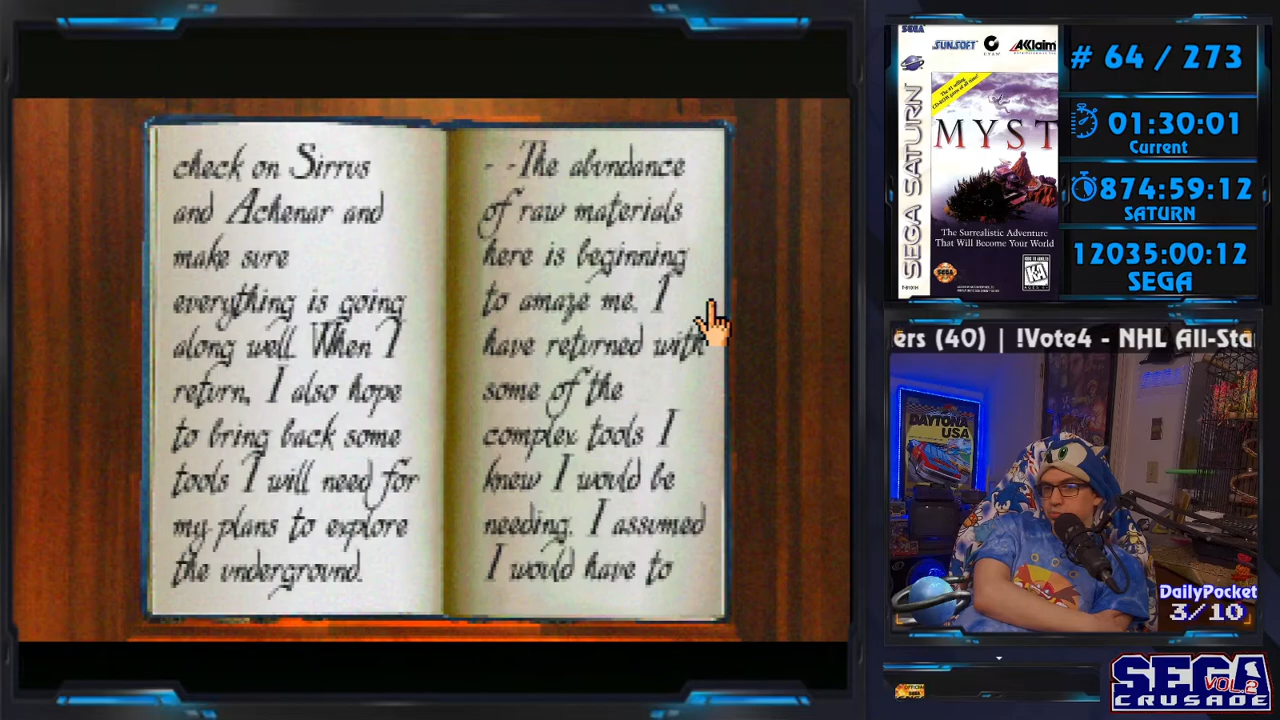 check on Sirrus
and Achenar and
make sure
everything is going
along well. When I
return, I also hope
to bring back some
tools I will need for
my plans to explore
the underground.
- -The abundance
of raw materials
here is beginning
to amaze me. I
have returned with
some of the
complex tools I
knew I would be
needing. I assumed
I would have to
SEGA
SUNSOFT
AKKlaim
SEGA SATURN
MYST
The Surrealistic Adventure
That Will Become Your World
SEGA
KA
# 64 / 273
01:30:01
Current
874:59:12
SATURN
12035:00:12
SEGA
ers (40) | !Vote4 - NHL All-Sta
DAYTONA
USA
DailyPocket
3/10
SEGA
VOL.2
CRUSADE